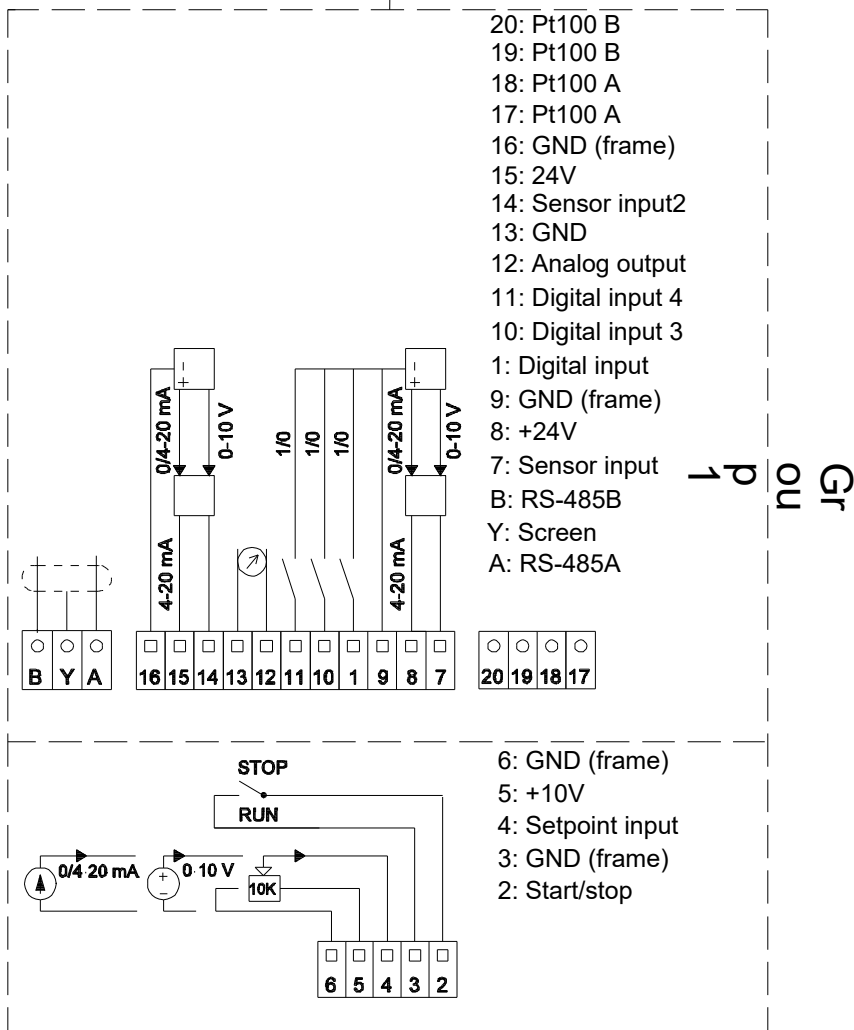 20: Pt100 B
19: Pt100 B
18: Pt100 A
17: Pt100 A
16: GND (frame)
15: 24V
14: Sensor input2
13: GND
12: Analog output
11: Digital input 4
10: Digital input 3
1: Digital input
9: GND (frame)
8: +24V
7: Sensor input
B: RS-485B
Y: Screen
A: RS-485A
Gr
ou
p
1
- +
0/4-20 mA
0-10 V
1/0
1/0
1/0
- +
0/4-20 mA
0-10 V
4-20 mA
4-20 mA
B Y A
16 15 14 13 12 11 10 1 9 8 7
20 19 18 17
6: GND (frame)
5: +10V
4: Setpoint input
3: GND (frame)
2: Start/stop
STOP
RUN
0/4-20 mA
+
-
0-10 V
10K
6 5 4 3 2